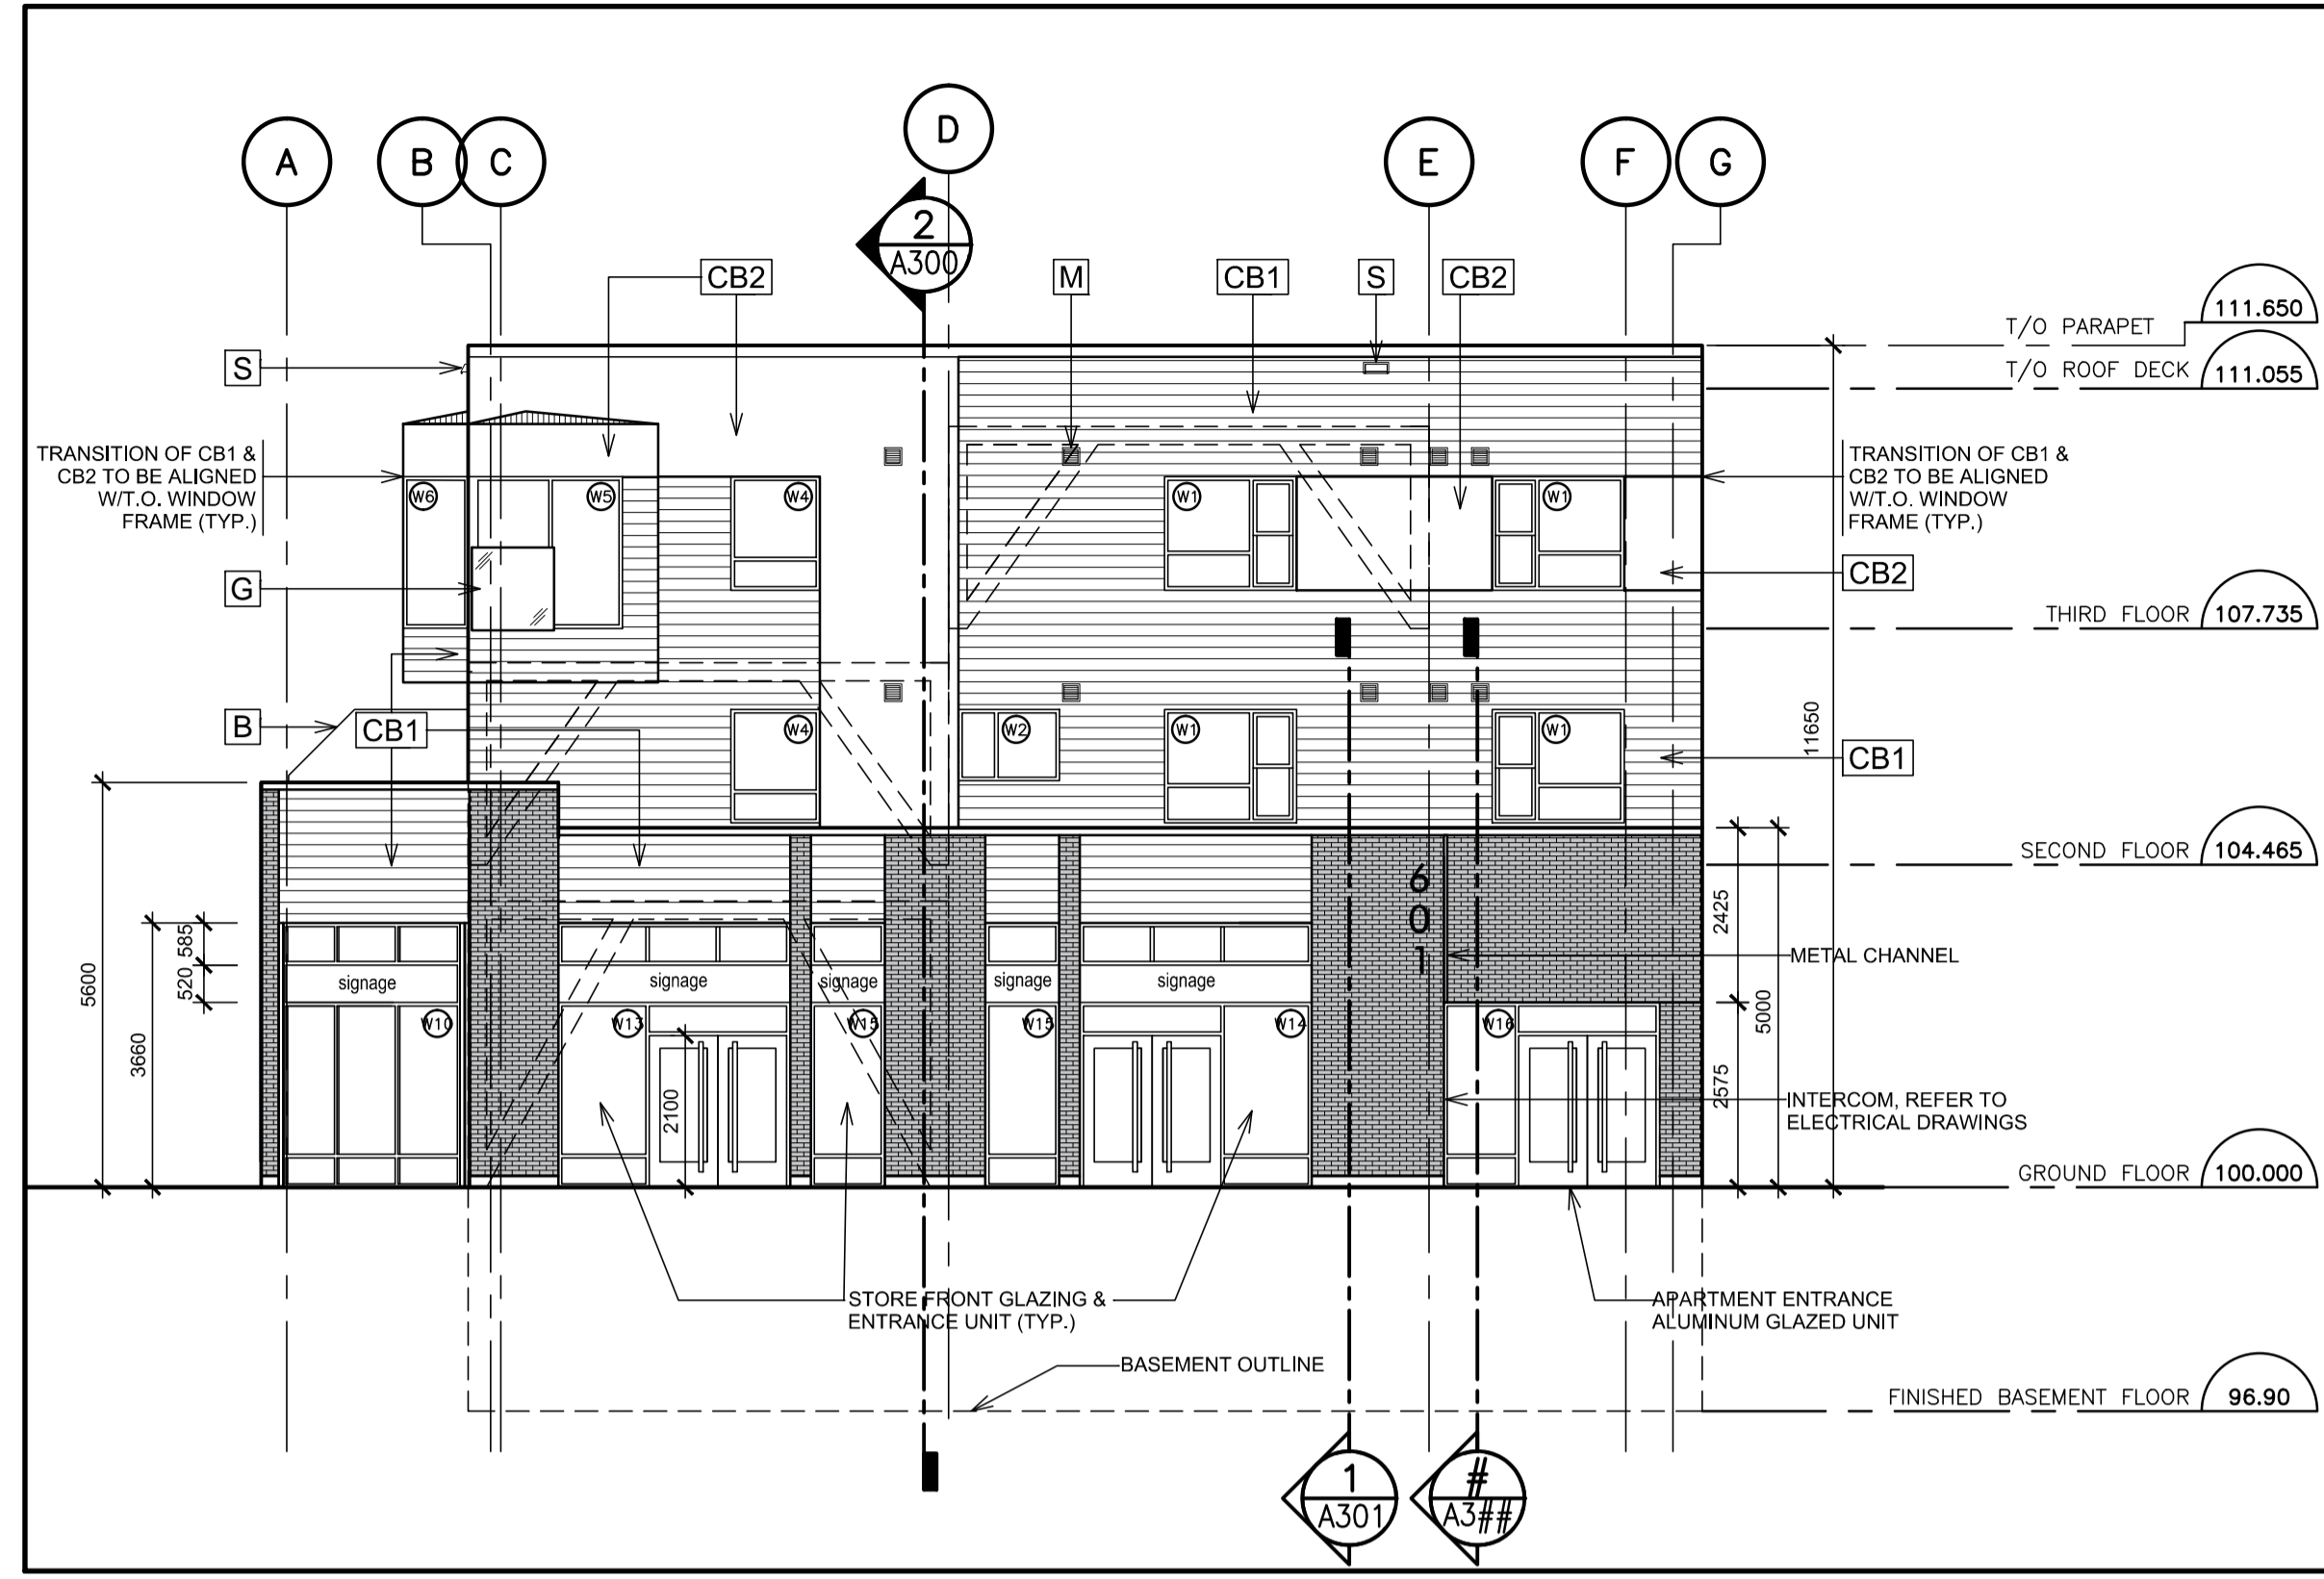 A
B
C
D
E
F
G
2
A300
CB2
M
CB1
S
CB2
T/O PARAPET
111.650
T/O ROOF DECK
111.055
S
TRANSITION OF CB1 &
CB2 TO BE ALIGNED
W/T.O. WINDOW
FRAME (TYP.)
W6
W5
W4
W1
W1
TRANSITION OF CB1 &
CB2 TO BE ALIGNED
W/T.O. WINDOW
FRAME (TYP.)
G
CB2
THIRD FLOOR
107.735
B
CB1
W4
W2
W1
W1
11650
CB1
SECOND FLOOR
104.465
5600
3660
585
520
signage
signage
signage
signage
signage
601
2425
5000
2575
METAL CHANNEL
W10
W13
W15
W15
W14
W16
2100
INTERCOM, REFER TO
ELECTRICAL DRAWINGS
GROUND FLOOR
100.000
STORE FRONT GLAZING &
ENTRANCE UNIT (TYP.)
APARTMENT ENTRANCE
ALUMINUM GLAZED UNIT
BASEMENT OUTLINE
FINISHED BASEMENT FLOOR
96.90
1
A301
#
A3##